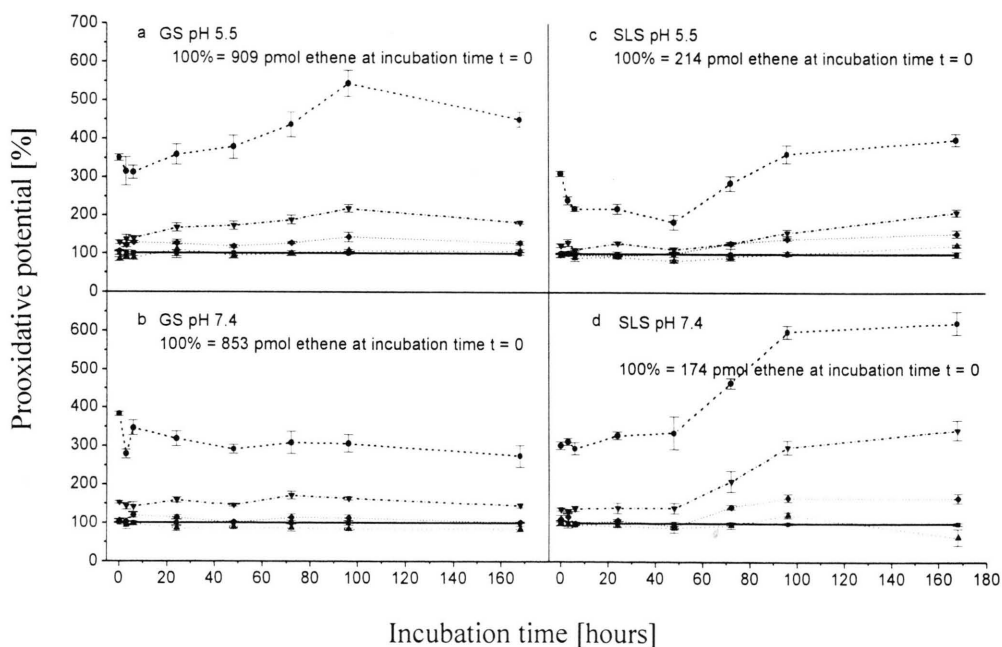 Prooxidative potential [%]
700
600
500
400
300
200
100
0
a GS pH 5.5
100% = 909 pmol ethene at incubation time t = 0
c SLS pH 5.5
100% = 214 pmol ethene at incubation time t = 0
600
500
400
300
200
100
0
b GS pH 7.4
100% = 853 pmol ethene at incubation time t = 0
d SLS pH 7.4
100% = 174 pmol ethene at incubation time t = 0
0 20 40 60 80 100 120 140 160
0 20 40 60 80 100 120 140 160 180
Incubation time [hours]